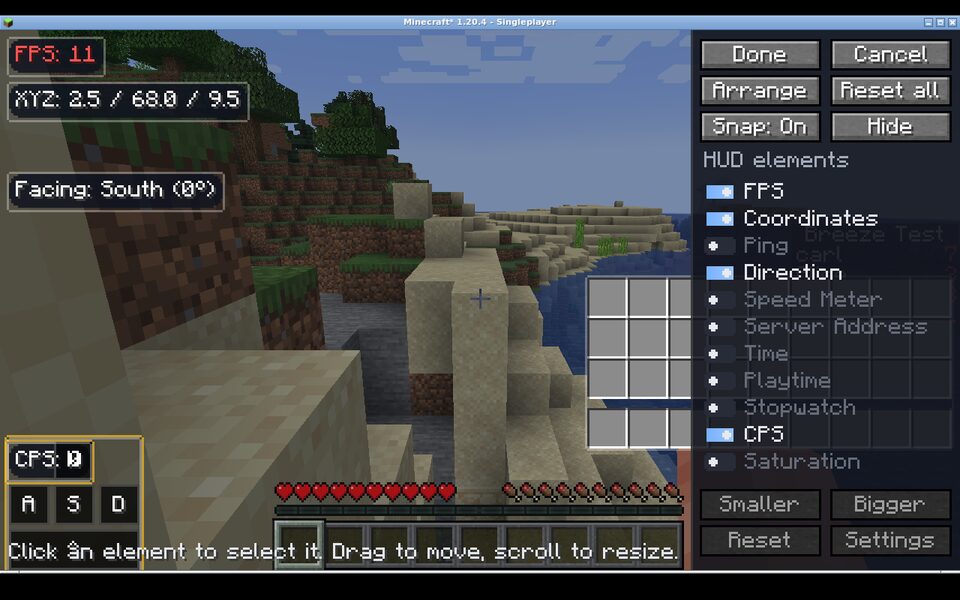 Minecraft* 1.20.4 - Singleplayer
FPS: 11
XYZ: 2.5 / 68.0 / 9.5
Facing: South (0°)
CPS: 0
A S D
Click an element to select it. Drag to move, scroll to resize.
Done Cancel
Arrange Reset all
Snap: On Hide
HUD elements
FPS
Coordinates
Ping
Direction
Speed Meter
Server Address
Time
Playtime
Stopwatch
CPS
Saturation
Smaller Bigger
Reset Settings